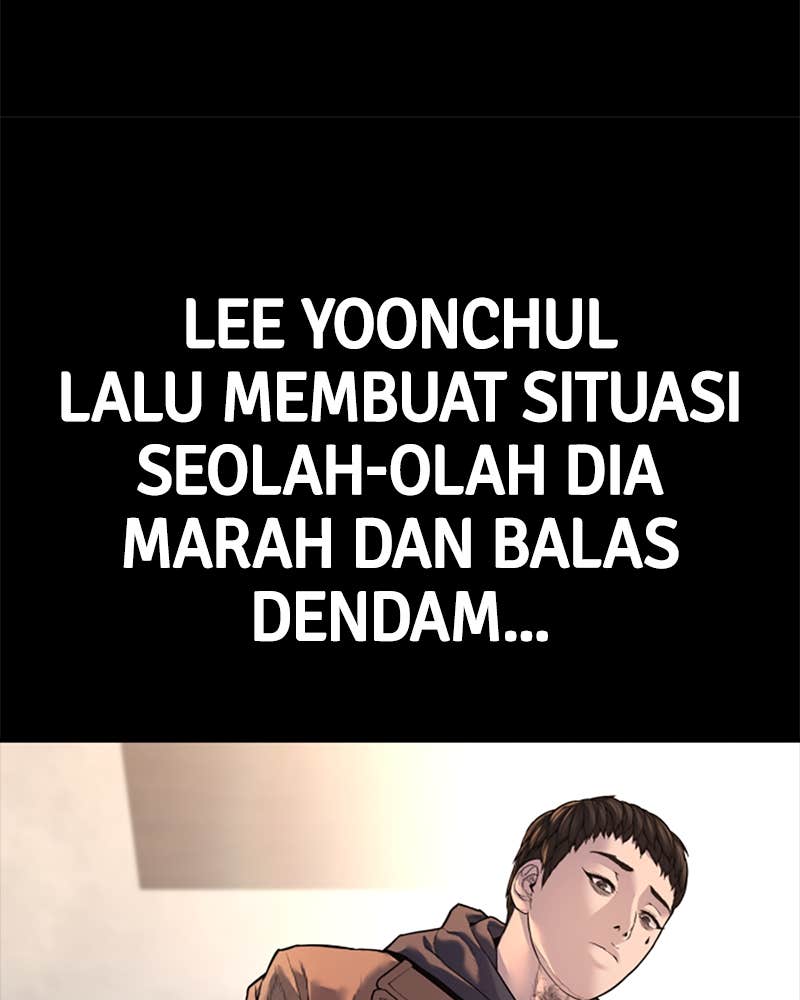 LEE YOONCHUL
LALU MEMBUAT SITUASI
SEOLAH-OLAH DIA
MARAH DAN BALAS
DENDAM...